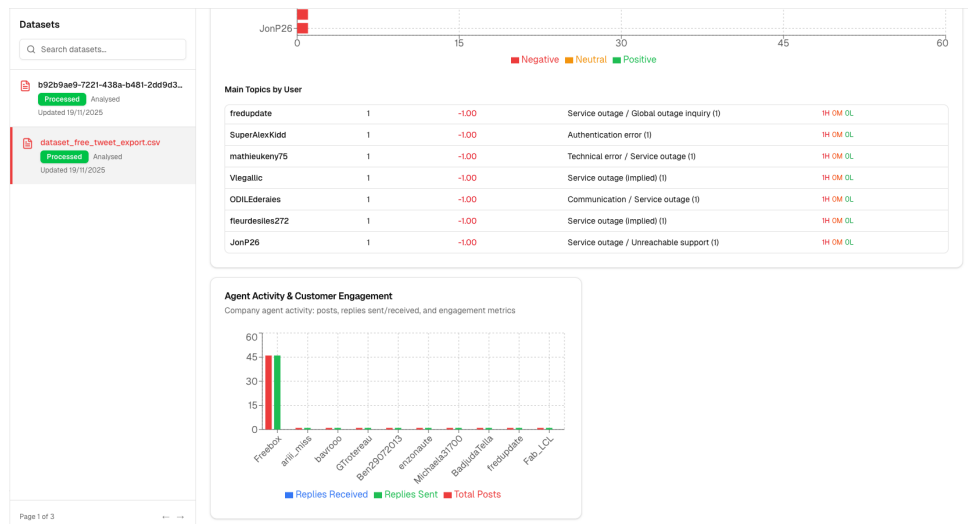 Datasets
Search datasets...
b92b9ae9-7221-438a-b481-2dd9d3...
Processed Analysed
Updated 19/11/2025
dataset_free_tweet_export.csv
Processed Analysed
Updated 19/11/2025
Page 1 of 3
← →
JonP26
0 15 30 45 60
Negative Neutral Positive
Main Topics by User
fredupdate 1 -1.00 Service outage / Global outage inquiry (1) 1H 0M 0L
SuperAlexKidd 1 -1.00 Authentication error (1) 1H 0M 0L
mathieukeny75 1 -1.00 Technical error / Service outage (1) 1H 0M 0L
Vlegallic 1 -1.00 Service outage (implied) (1) 1H 0M 0L
ODILEderaies 1 -1.00 Communication / Service outage (1) 1H 0M 0L
fleurdesiles272 1 -1.00 Service outage (implied) (1) 1H 0M 0L
JonP26 1 -1.00 Service outage / Unreachable support (1) 1H 0M 0L
Agent Activity & Customer Engagement
Company agent activity: posts, replies sent/received, and engagement metrics
60
45
30
15
0
Freebox ariii_miss bavrooo GTrotereau Ben29072013 enzonaute Michaela31700 BadjudaTella fredupdate Fab_LCL
Replies Received Replies Sent Total Posts